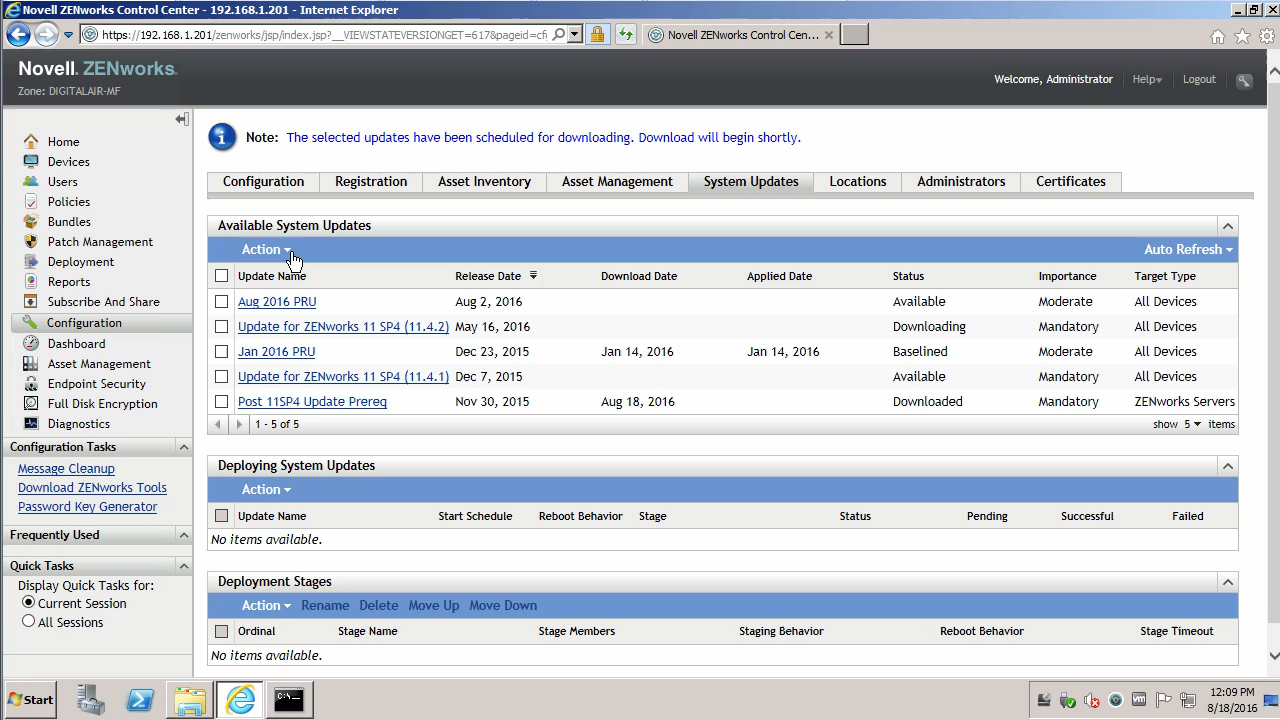 Novell ZENworks Control Center - 192.168.1.201 - Internet Explorer
https://192.168.1.201/zenworks/jsp/index.jsp?__VIEWSTATEVERSIONGET=617&pageid=cf
Novell ZENworks Control Cen...
Novell. ZENworks.
Zone: DIGITALAIR-MF
Welcome, Administrator
Help
Logout
Home
Devices
Users
Policies
Bundles
Patch Management
Deployment
Reports
Subscribe And Share
Configuration
Dashboard
Asset Management
Endpoint Security
Full Disk Encryption
Diagnostics
Configuration Tasks
Message Cleanup
Download ZENworks Tools
Password Key Generator
Frequently Used
Quick Tasks
Display Quick Tasks for:
Current Session
All Sessions
Note: The selected updates have been scheduled for downloading. Download will begin shortly.
Configuration Registration Asset Inventory Asset Management System Updates Locations Administrators Certificates
Available System Updates
Action Auto Refresh
Update Name Release Date Download Date Applied Date Status Importance Target Type
Aug 2016 PRU Aug 2, 2016 Available Moderate All Devices
Update for ZENworks 11 SP4 (11.4.2) May 16, 2016 Downloading Mandatory All Devices
Jan 2016 PRU Dec 23, 2015 Jan 14, 2016 Jan 14, 2016 Baselined Moderate All Devices
Update for ZENworks 11 SP4 (11.4.1) Dec 7, 2015 Available Mandatory All Devices
Post 11SP4 Update Prereq Nov 30, 2015 Aug 18, 2016 Downloaded Mandatory ZENworks Servers
1 - 5 of 5 show 5 items
Deploying System Updates
Action
Update Name Start Schedule Reboot Behavior Stage Status Pending Successful Failed
No items available.
Deployment Stages
Action Rename Delete Move Up Move Down
Ordinal Stage Name Stage Members Staging Behavior Reboot Behavior Stage Timeout
No items available.
Start
12:09 PM
8/18/2016